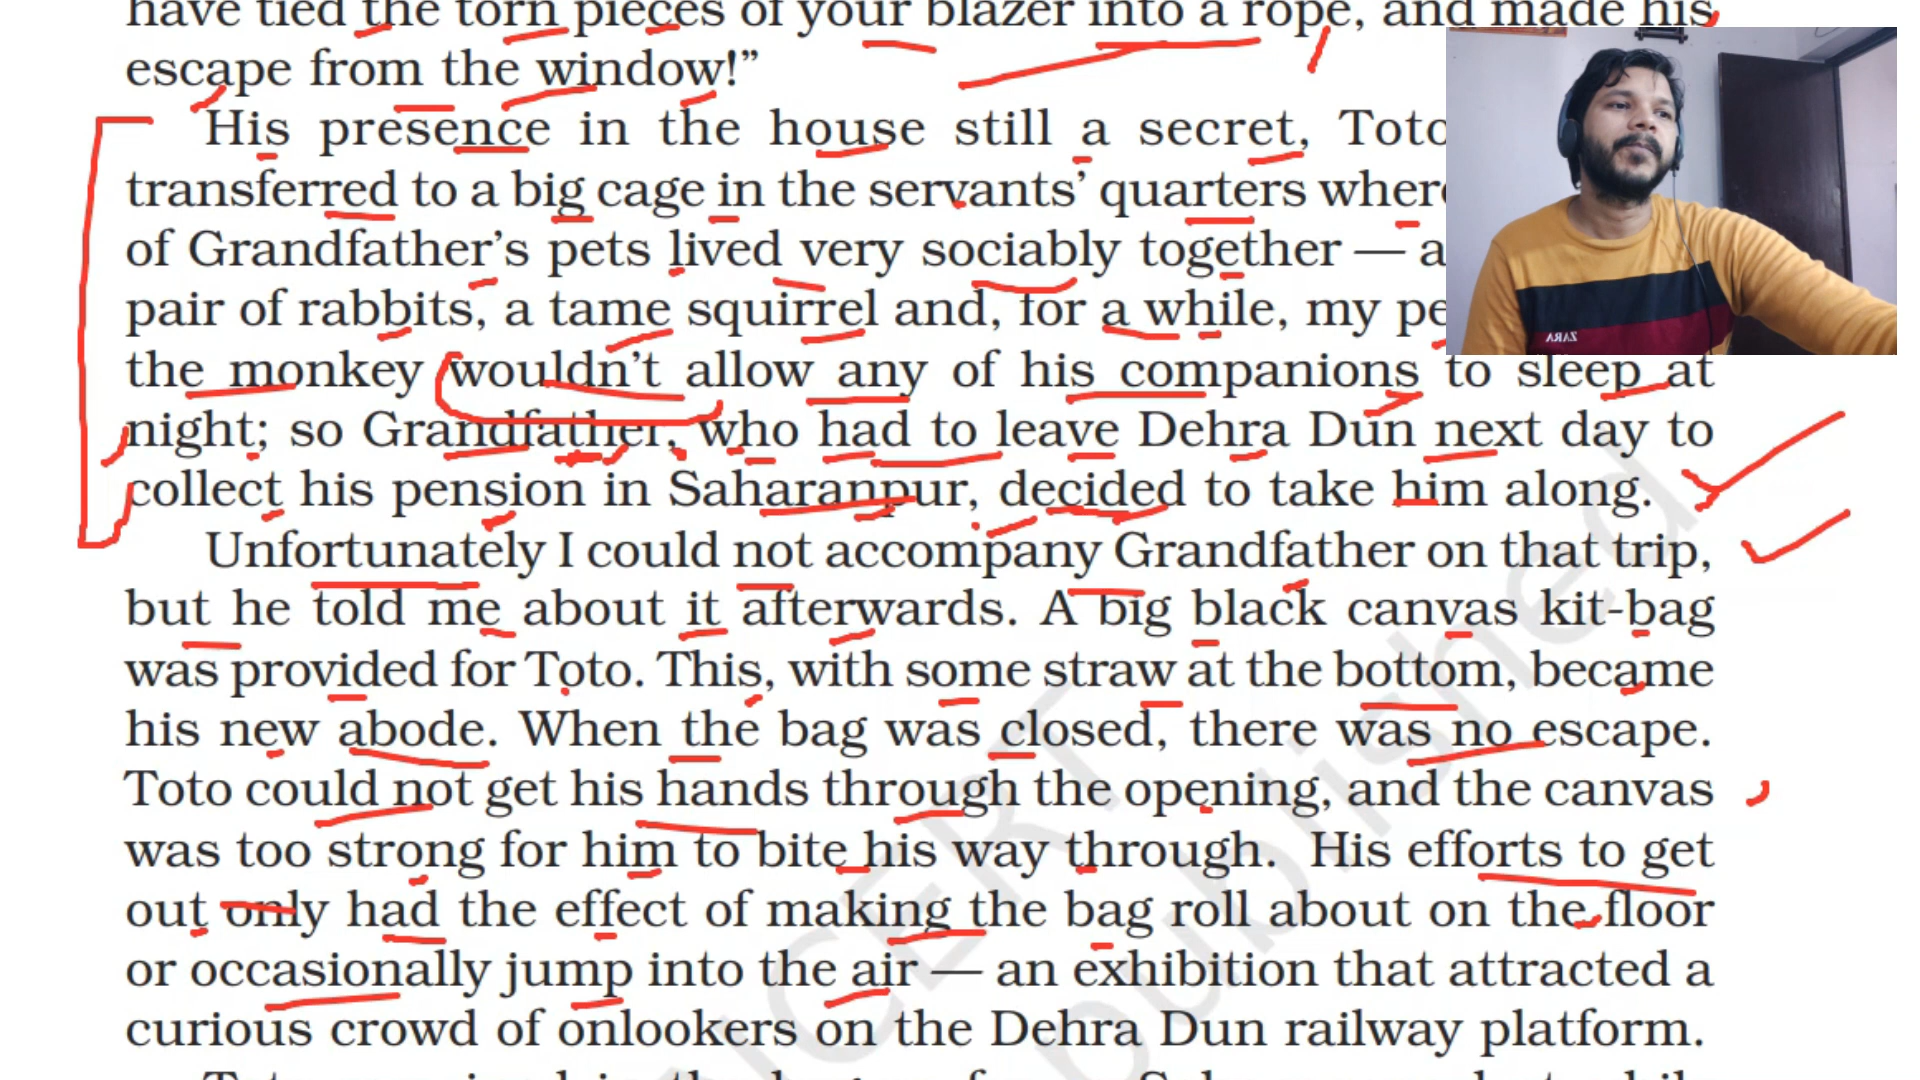 have tied the torn pieces of your blazer into a rope, and made his
escape from the window!”
His presence in the house still a secret, Toto
transferred to a big cage in the servants’ quarters
of Grandfather’s pets lived very sociably together — a
pair of rabbits, a tame squirrel and, for a while, my
the monkey wouldn’t allow any of his companions to sleep at
night; so Grandfather, who had to leave Dehra Dun next day to
collect his pension in Saharanpur, decided to take him along.
Unfortunately I could not accompany Grandfather on that trip,
but he told me about it afterwards. A big black canvas kit-bag
was provided for Toto. This, with some straw at the bottom, became
his new abode. When the bag was closed, there was no escape.
Toto could not get his hands through the opening, and the canvas
was too strong for him to bite his way through. His efforts to get
out only had the effect of making the bag roll about on the floor
or occasionally jump into the air — an exhibition that attracted a
curious crowd of onlookers on the Dehra Dun railway platform.
ZARA
NCERT
published